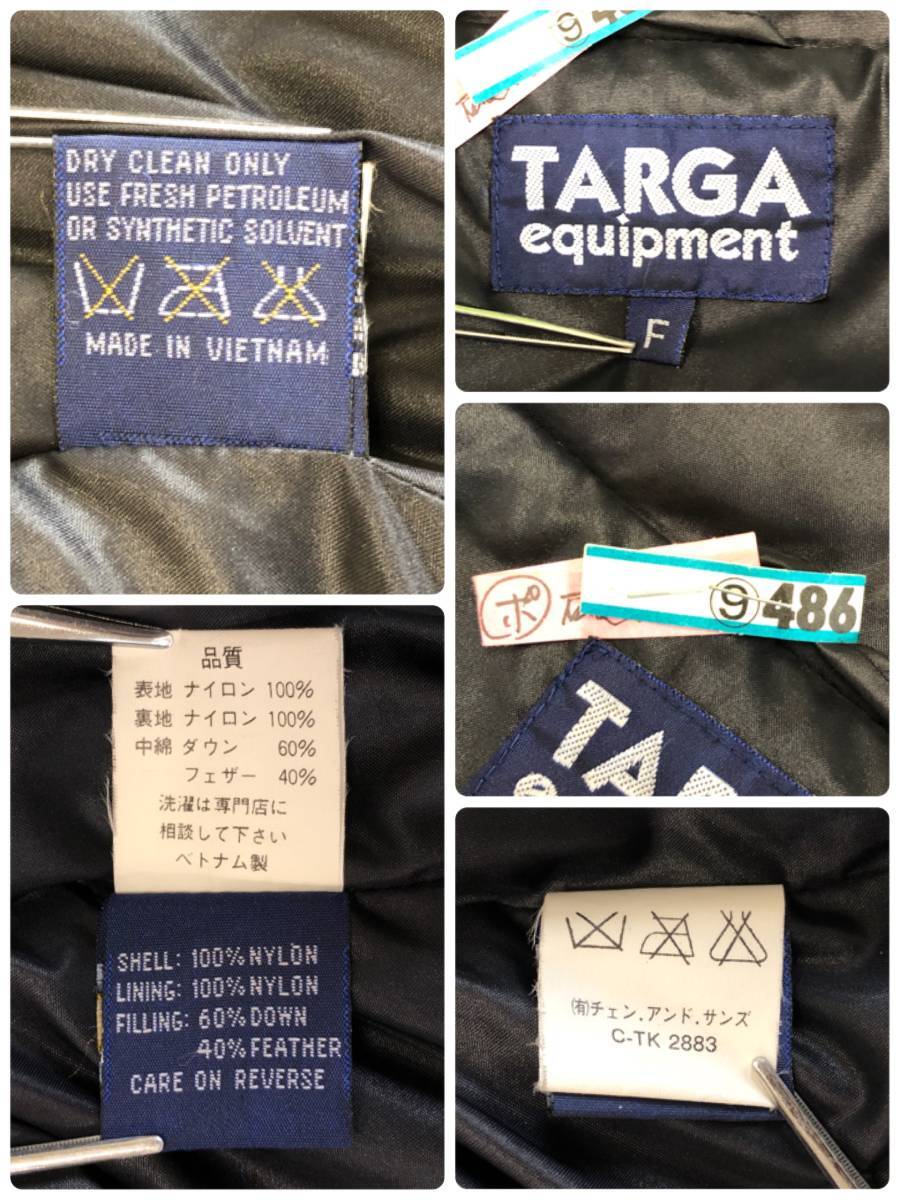 DRY CLEAN ONLY
USE FRESH PETROLEUM
OR SYNTHETIC SOLVENT
MADE IN VIETNAM
⑨ 4
TARGA
equipment
F
ポ
⑨ 486
TAR
e
品質
表地 ナイロン 100%
裏地 ナイロン 100%
中綿 ダウン 60%
フェザー 40%
洗濯は専門店に
相談して下さい
ベトナム製
SHELL: 100% NYLON
LINING: 100% NYLON
FILLING: 60% DOWN
40% FEATHER
CARE ON REVERSE
㈲チェン.アンド.サンズ
C-TK 2883